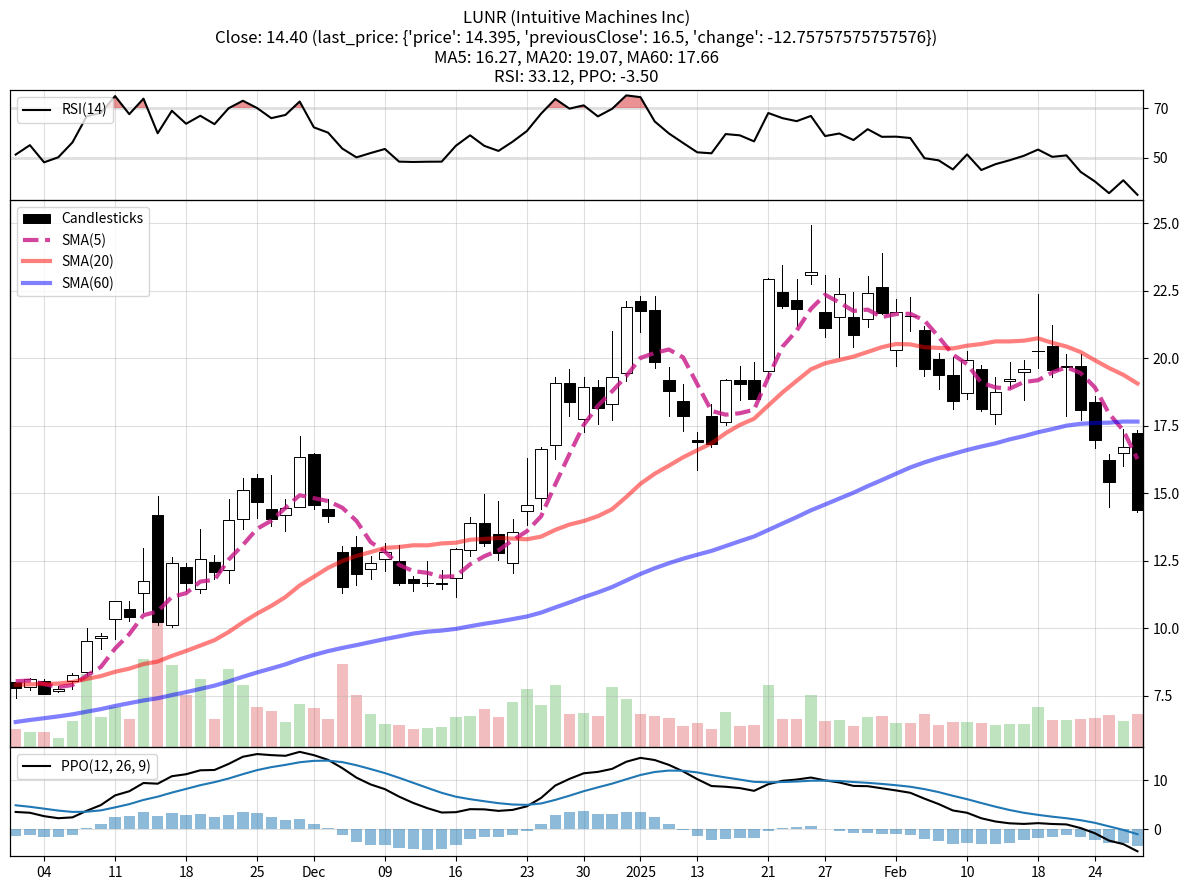 LUNR (Intuitive Machines Inc)
Close: 14.40 (last_price: {'price': 14.395, 'previousClose': 16.5, 'change': -12.75757575757576})
MA5: 16.27, MA20: 19.07, MA60: 17.66
RSI: 33.12, PPO: -3.50
RSI(14)
70
50
Candlesticks
SMA(5)
SMA(20)
SMA(60)
25.0
22.5
20.0
17.5
15.0
12.5
10.0
7.5
PPO(12, 26, 9)
10
0
04 11 18 25 Dec 09 16 23 30 2025 13 21 27 Feb 10 18 24